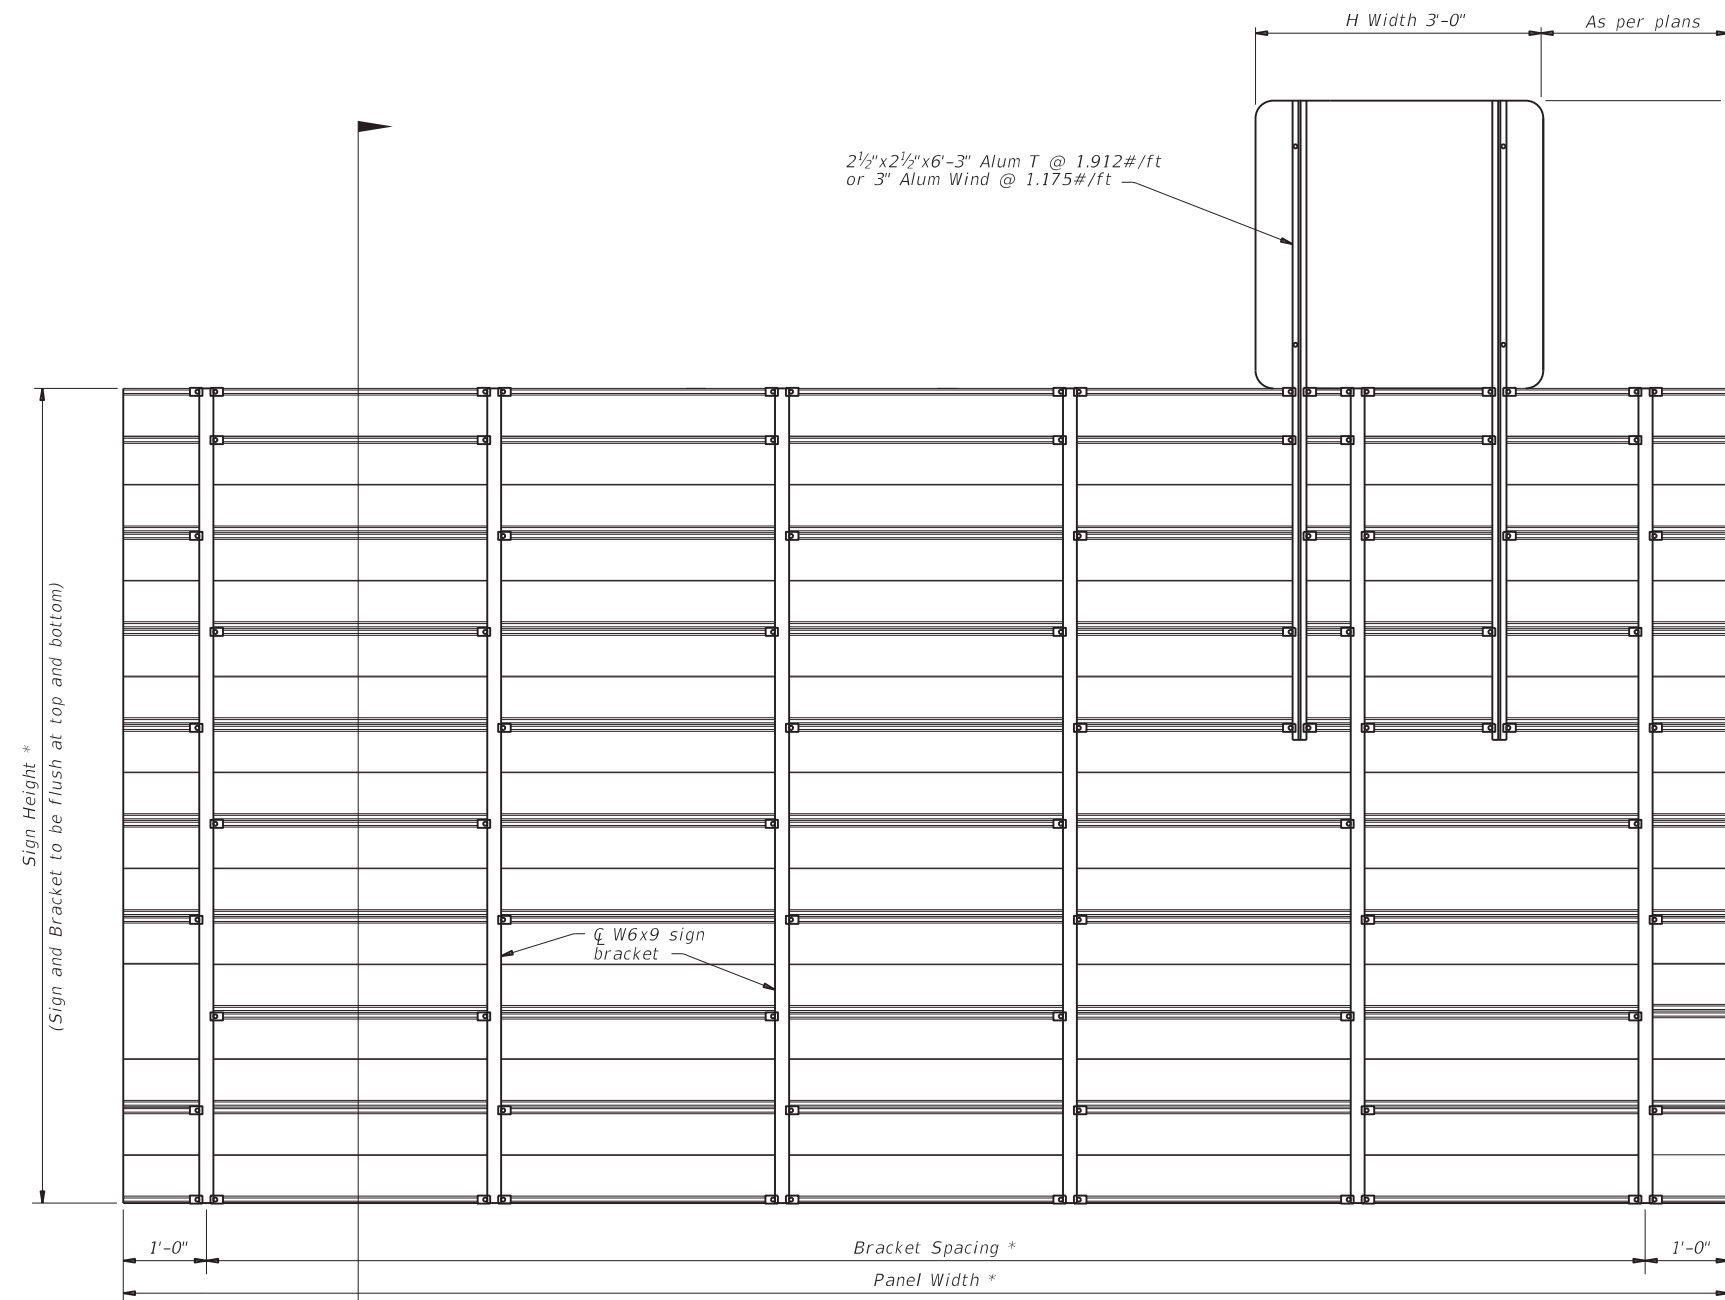 H Width 3'-0"
As per plans
2½"x2½"x6'-3" Alum T @ 1.912#/ft
or 3" Alum Wind @ 1.175#/ft
Sign Height *
(Sign and Bracket to be flush at top and bottom)
℄ W6x9 sign
bracket
1'-0"
Bracket Spacing *
1'-0"
Panel Width *